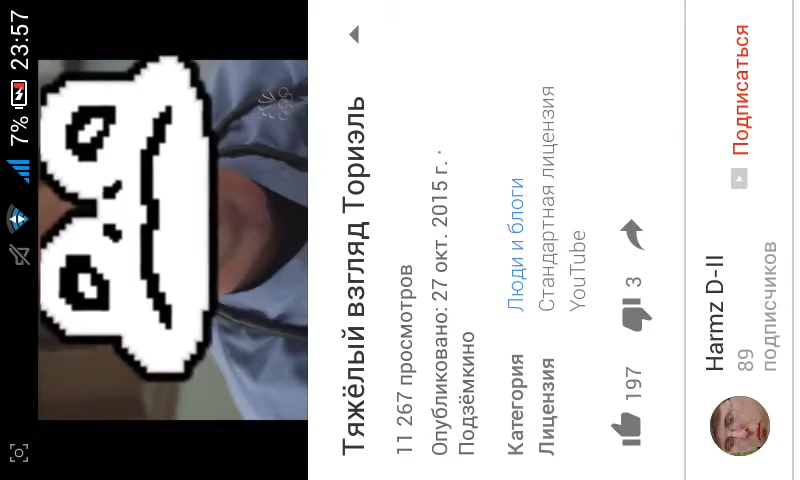 7% 23:57
Тяжёлый взгляд Ториэль
11 267 просмотров
Опубликовано: 27 окт. 2015 г. ·
Подзёмкино
Категория Люди и блоги
Лицензия Стандартная лицензия
YouTube
197 3
Harmz D-II
89
подписчиков
Подписаться